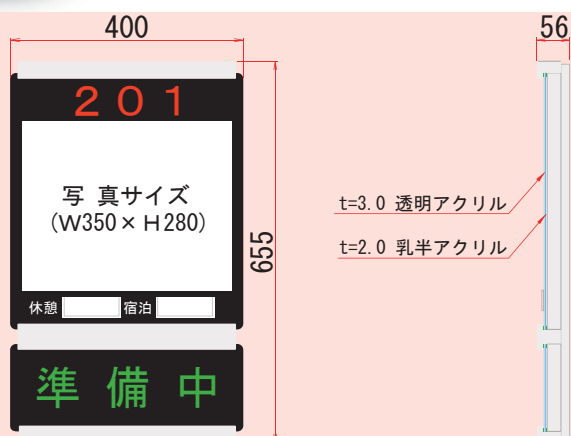 400
56
201
写 真サイズ
(W350×H280)
t=3.0 透明アクリル
t=2.0 乳半アクリル
655
休憩 宿泊
準備中